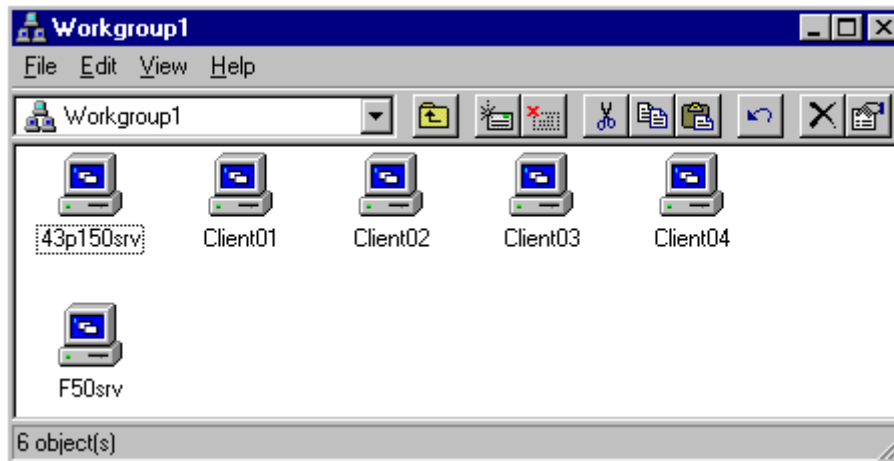 Workgroup1
File Edit View Help
Workgroup1
43p150srv Client01 Client02 Client03 Client04
F50srv
6 object(s)